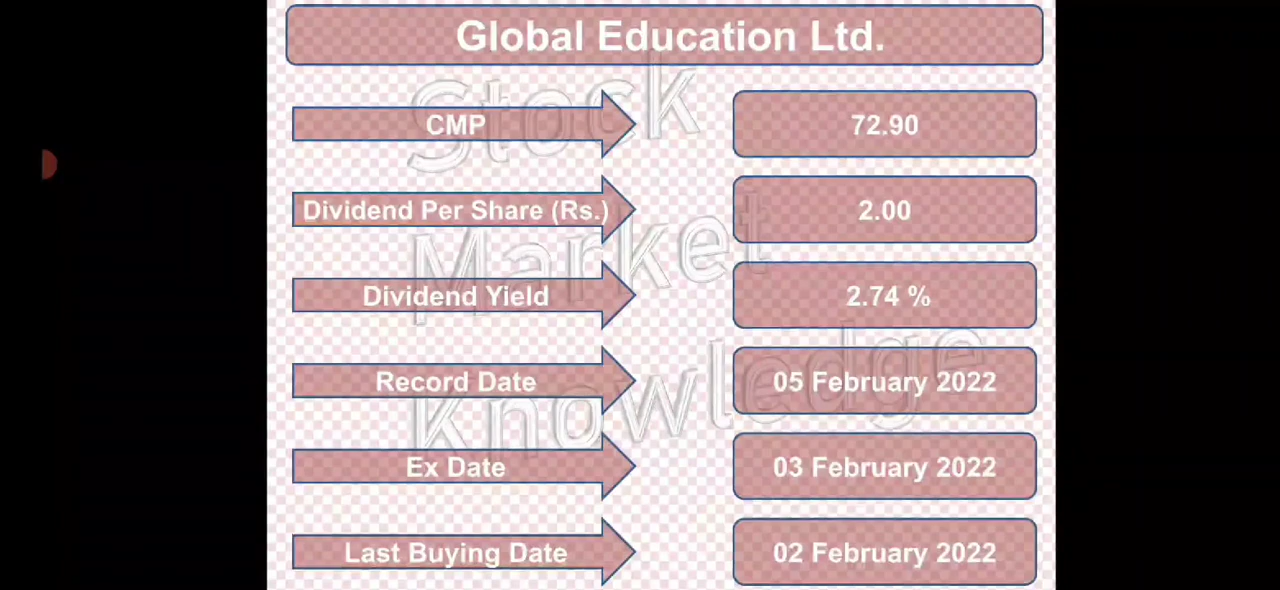 Global Education Ltd.
CMP
72.90
Dividend Per Share (Rs.)
2.00
Dividend Yield
2.74 %
Record Date
05 February 2022
Ex Date
03 February 2022
Last Buying Date
02 February 2022
Stock
Market
Knowledge